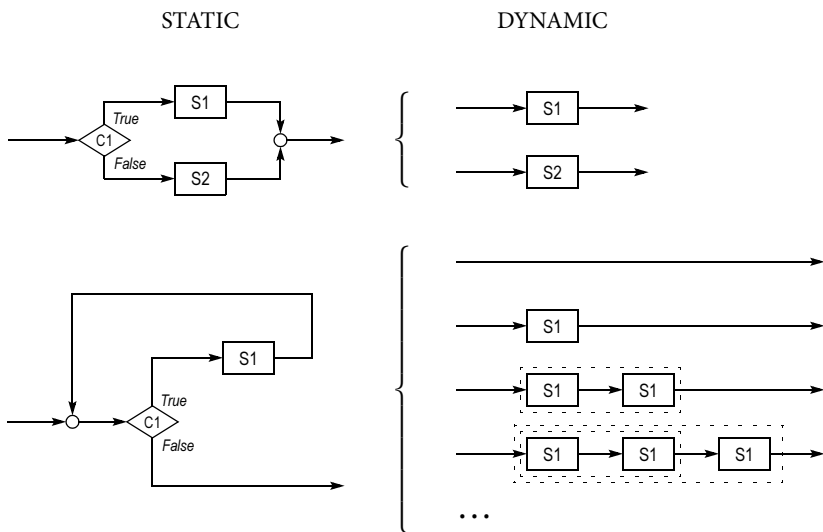 STATIC DYNAMIC
S1 S1
True
C1
False
S2 S2
S1
S1
S1 S1
True
C1
False
S1 S1 S1
...